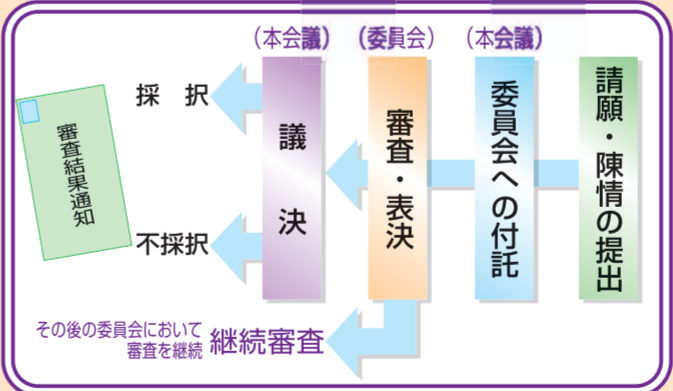 請願・陳情の提出
（本会議）
委員会への付託
（委員会）
審査・表決
（本会議）
議　決
採　択
不採択
審査結果通知
継続審査
その後の委員会において
審査を継続